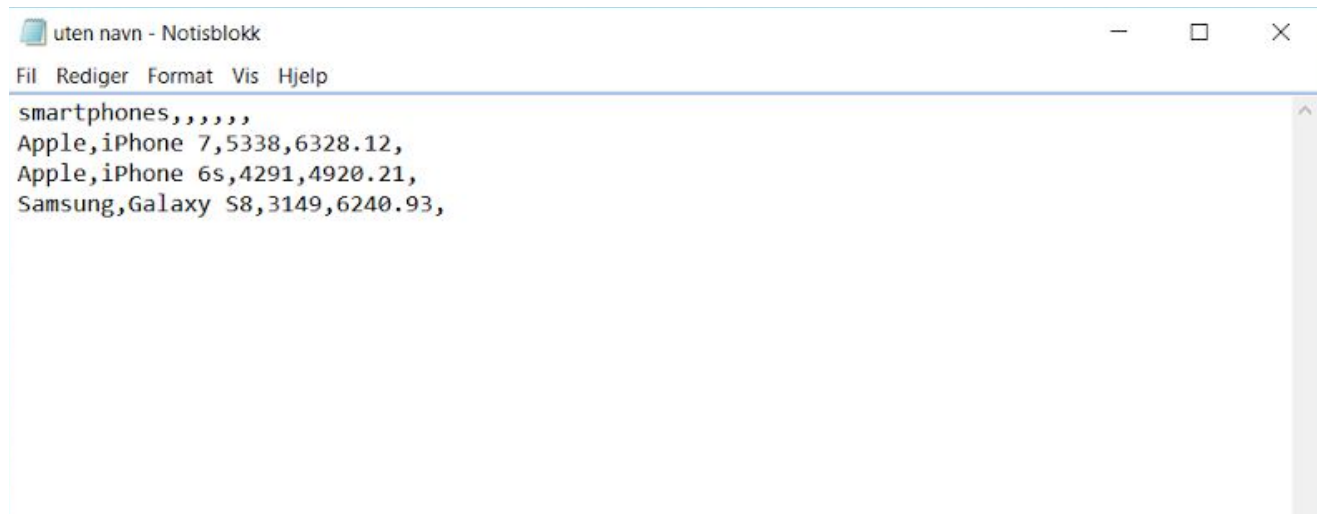 uten navn - Notisblokk
Fil Rediger Format Vis Hjelp
smartphones,,,,,,
Apple,iPhone 7,5338,6328.12,
Apple,iPhone 6s,4291,4920.21,
Samsung,Galaxy S8,3149,6240.93,